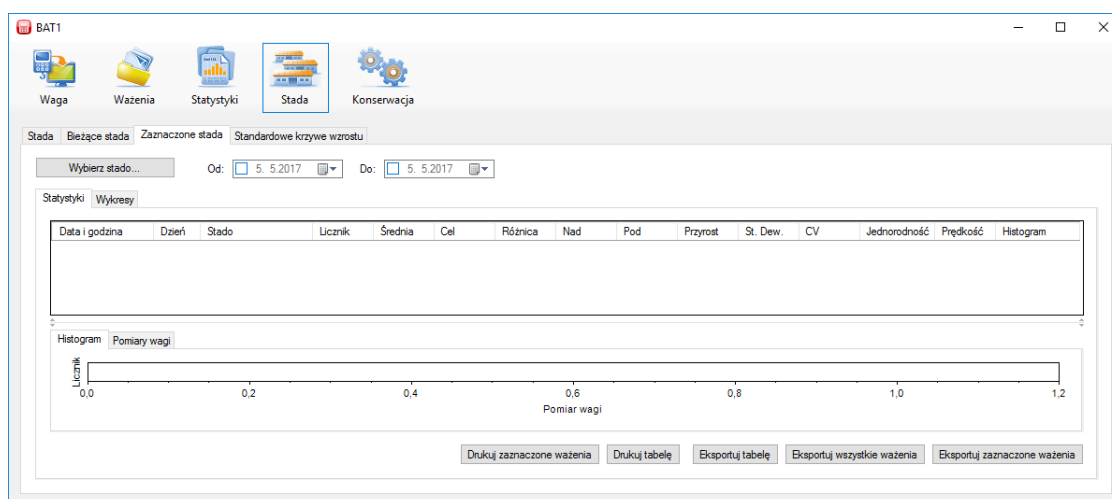 BAT1
Waga Ważenia Statystyki Stada Konserwacja
Stada Bieżące stada Zaznaczone stada Standardowe krzywe wzrostu
Wybierz stado... Od: 5. 5.2017 Do: 5. 5.2017
Statystyki Wykresy
Data i godzina Dzień Stado Licznik Średnia Cel Różnica Nad Pod Przyrost St. Dew. CV Jednorodność Prędkość Histogram
Histogram Pomiary wagi
Licznik
0,0 0,2 0,4 0,6 0,8 1,0 1,2
Pomiar wagi
Drukuj zaznaczone ważenia Drukuj tabelę Eksportuj tabelę Eksportuj wszystkie ważenia Eksportuj zaznaczone ważenia